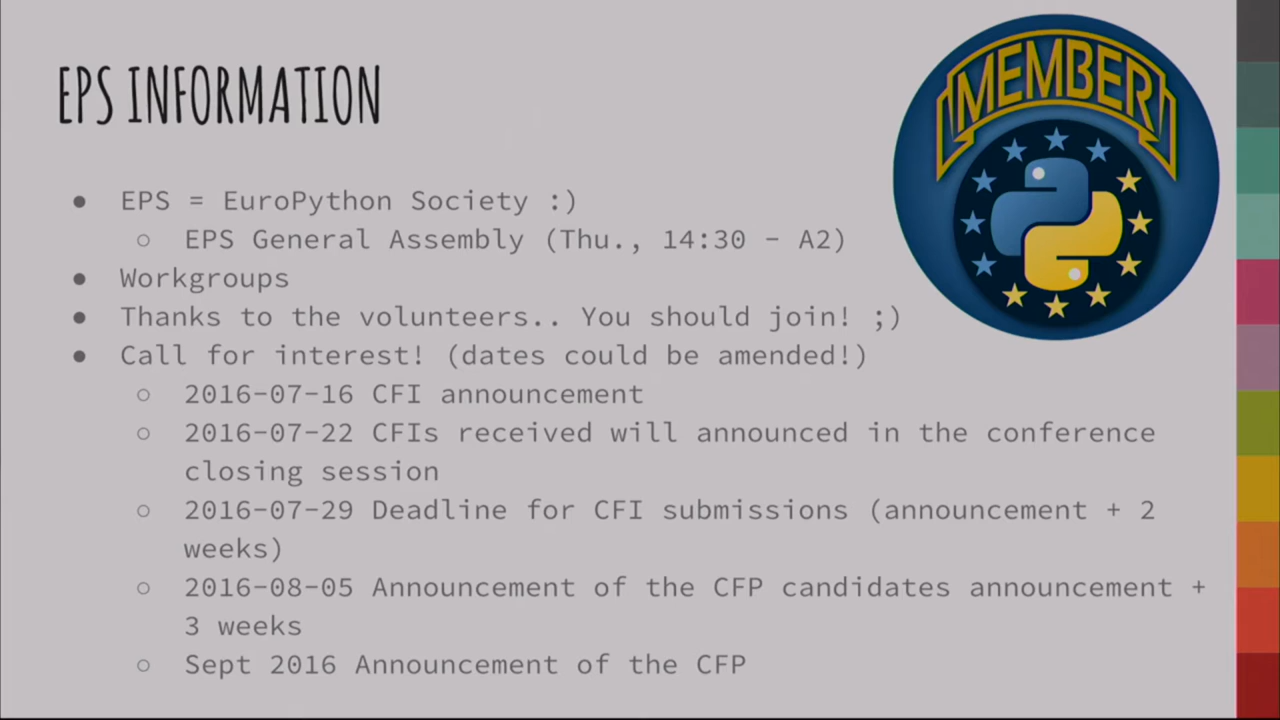 EPS INFORMATION
MEMBER
● EPS = EuroPython Society :)
○ EPS General Assembly (Thu., 14:30 - A2)
● Workgroups
● Thanks to the volunteers.. You should join! ;)
● Call for interest! (dates could be amended!)
○ 2016-07-16 CFI announcement
○ 2016-07-22 CFIs received will announced in the conference
closing session
○ 2016-07-29 Deadline for CFI submissions (announcement + 2
weeks)
○ 2016-08-05 Announcement of the CFP candidates announcement +
3 weeks
○ Sept 2016 Announcement of the CFP